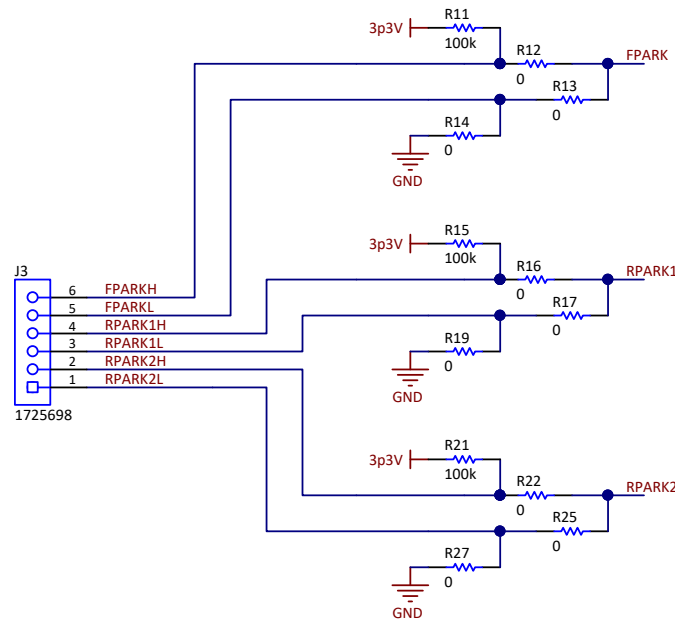 R11
3p3V
100k
R12
0
FPARK
R13
0
R14
0
GND
R15
3p3V
100k
R16
0
RPARK1
R17
0
R19
0
GND
J3
6 FPARKH
5 FPARKL
4 RPARK1H
3 RPARK1L
2 RPARK2H
1 RPARK2L
1725698
R21
3p3V
100k
R22
0
RPARK2
R25
0
R27
0
GND